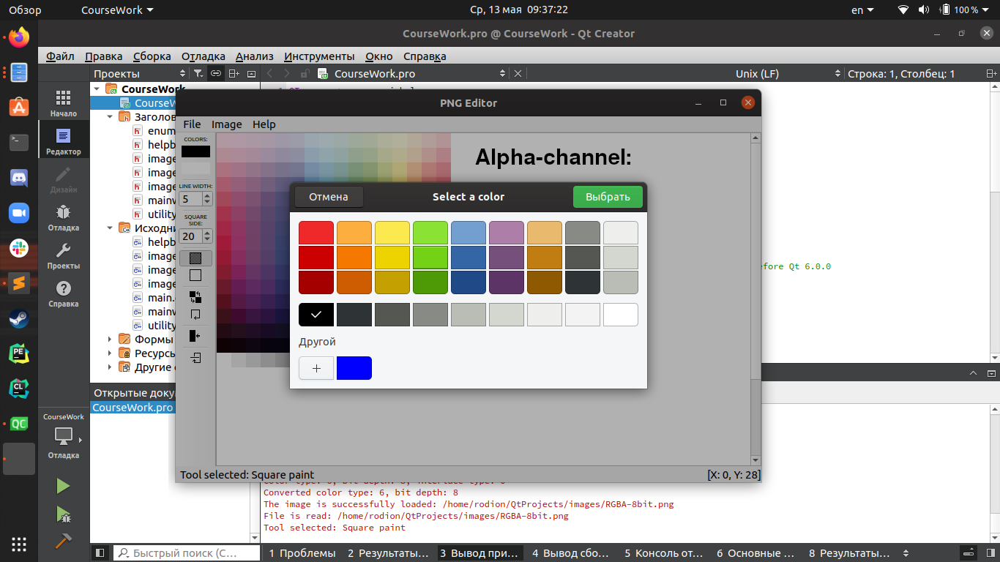 Обзор CourseWork Ср, 13 мая 09:37:22 en 100 %
CourseWork.pro @ CourseWork - Qt Creator
Файл Правка Сборка Отладка Анализ Инструменты Окно Справка
Проекты CourseWork.pro Unix (LF) Строка: 1, Столбец: 1
Начало
Редактор
Дизайн
Отладка
Проекты
Справка
CourseWork
Отладка
CourseWork
CourseW
Заголов
enum
helpb
image
image
image
mainw
utility
Исходни
helpb
image
image
image
main.
mainw
utility
Формы
Ресурсы
Другие
Открытые доку
CourseWork.pro
PNG Editor
File Image Help
COLORS:
LINE WIDTH:
5
SQUARE
SIDE:
20
Alpha-channel:
Отмена Select a color Выбрать
Другой
efore Qt 6.0.0
Tool selected: Square paint [X: 0, Y: 28]
Converted color type: 6, bit depth: 8
The image is successfully loaded: /home/rodion/QtProjects/images/RGBA-8bit.png
File is read: /home/rodion/QtProjects/images/RGBA-8bit.png
Tool selected: Square paint
Быстрый поиск (C… 1 Проблемы 2 Результаты… 3 Вывод при… 4 Вывод сбо… 5 Консоль от… 6 Основные … 8 Результаты…